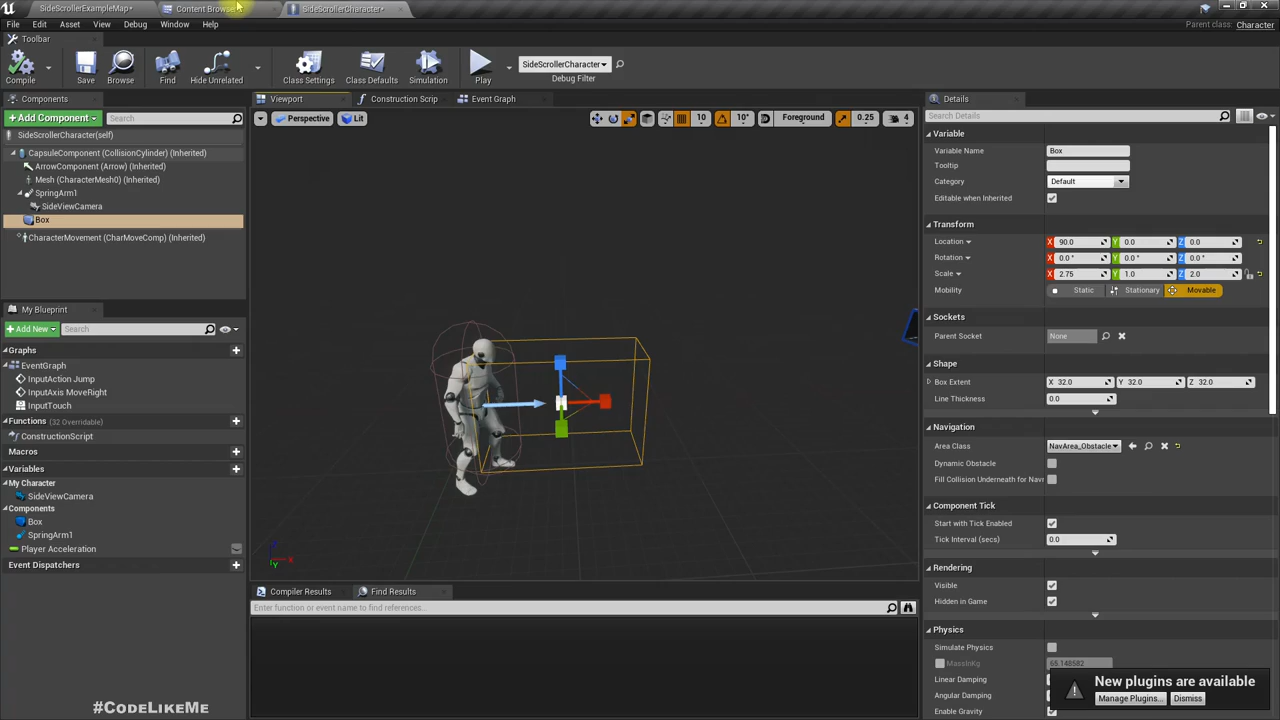 SideScrollerExampleMap*
Content Browser
SideScrollerCharacter*
File Edit Asset View Debug Window Help
Parent class: Character
Toolbar
Compile
Save
Browse
Find
Hide Unrelated
Class Settings
Class Defaults
Simulation
Play
SideScrollerCharacter
Debug Filter
Components
+ Add Component
Search
SideScrollerCharacter(self)
CapsuleComponent (CollisionCylinder) (Inherited)
ArrowComponent (Arrow) (Inherited)
Mesh (CharacterMesh0) (Inherited)
SpringArm1
SideViewCamera
Box
CharacterMovement (CharMoveComp) (Inherited)
My Blueprint
+ Add New
Search
Graphs
EventGraph
InputAction Jump
InputAxis MoveRight
InputTouch
Functions (32 Overridable)
ConstructionScript
Macros
Variables
My Character
SideViewCamera
Components
Box
SpringArm1
Player Acceleration
Event Dispatchers
Viewport
Construction Scrip
Event Graph
Perspective
Lit
10
10°
Foreground
0.25
4
Z
X
Y
Compiler Results
Find Results
Enter function or event name to find references...
Details
Search Details
Variable
Variable Name Box
Tooltip
Category Default
Editable when Inherited
Transform
Location X 90.0 Y 0.0 Z 0.0
Rotation X 0.0 ° Y 0.0 ° Z 0.0 °
Scale X 2.75 Y 1.0 Z 2.0
Mobility Static Stationary Movable
Sockets
Parent Socket None
Shape
Box Extent X 32.0 Y 32.0 Z 32.0
Line Thickness 0.0
Navigation
Area Class NavArea_Obstacle
Dynamic Obstacle
Fill Collision Underneath for Nav
Component Tick
Start with Tick Enabled
Tick Interval (secs) 0.0
Rendering
Visible
Hidden in Game
Physics
Simulate Physics
MassInKg 65.148582
Linear Damping
Angular Damping
Enable Gravity
New plugins are available
Manage Plugins...
Dismiss
#CODELIKEME